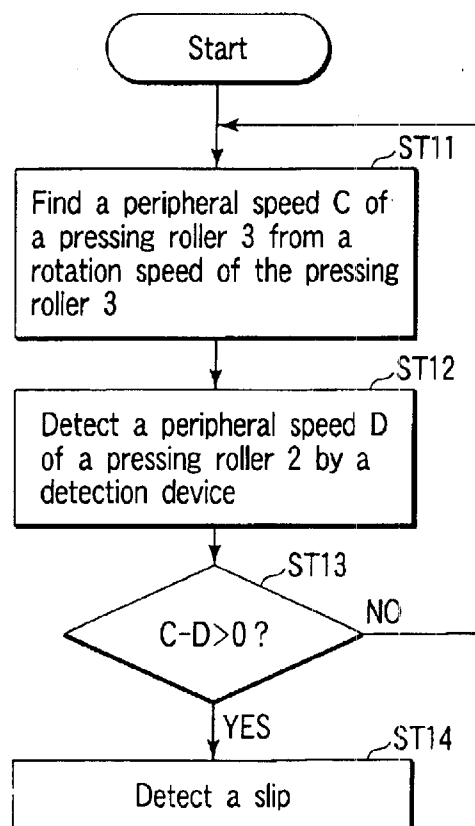 Start
ST11
Find a peripheral speed C of
a pressing roller 3 from a
rotation speed of the pressing
roller 3
ST12
Detect a peripheral speed D
of a pressing roller 2 by a
detection device
ST13
C-D>0?
NO
YES
ST14
Detect a slip